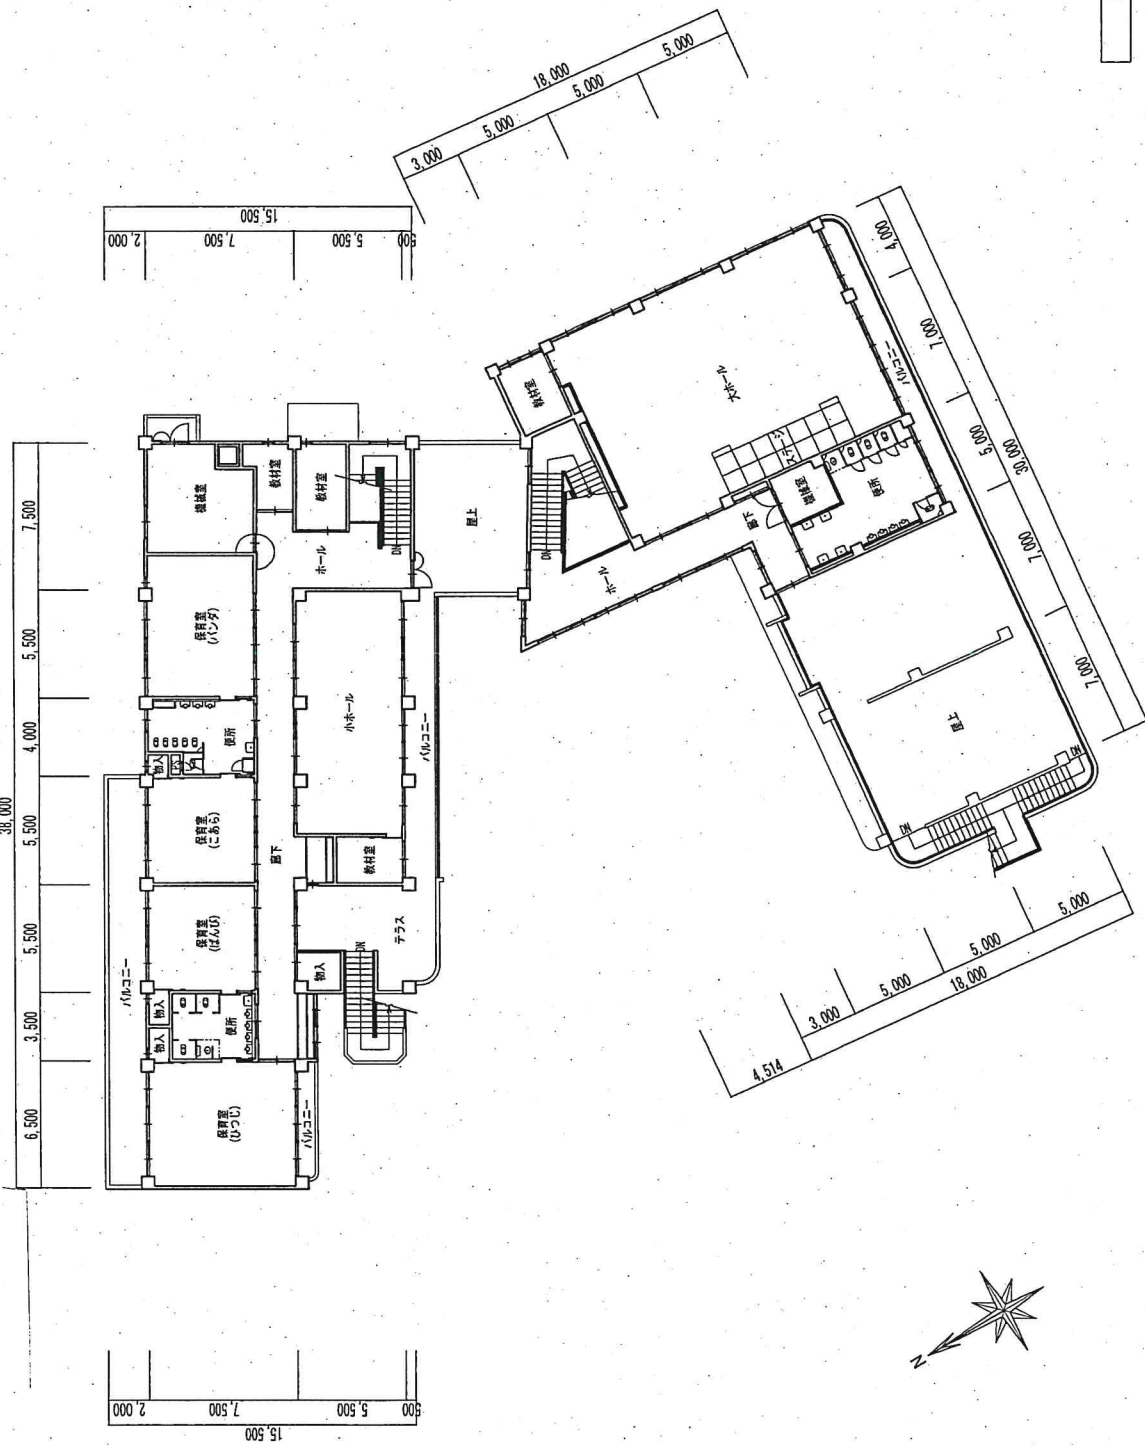 5,000
18,000
5,000
5,000
3,000
15,500
2,000
7,500
5,500
500
4,000
7,000
5,000
30,000
7,000
7,000
バルコニー
大ホール
教材室
ステージ
器材室
便所
廊下
機械室
教材室
教材室
DN
屋上
DN
ホール
ホール
保育室
(パンダ)
小ホール
バルコニー
便所
物入
PS
屋上
DN
DN
保育室
(こあら)
廊下
教材室
保育室
(ばんび)
テラス
DN
物入
バルコニー
物入
物入
便所
保育室
(ひつじ)
バルコニー
38,000
7,500
5,500
4,000
5,500
5,500
3,500
6,500
5,000
5,000
5,000
18,000
3,000
4,514
N
2,000
7,500
5,500
500
15,500